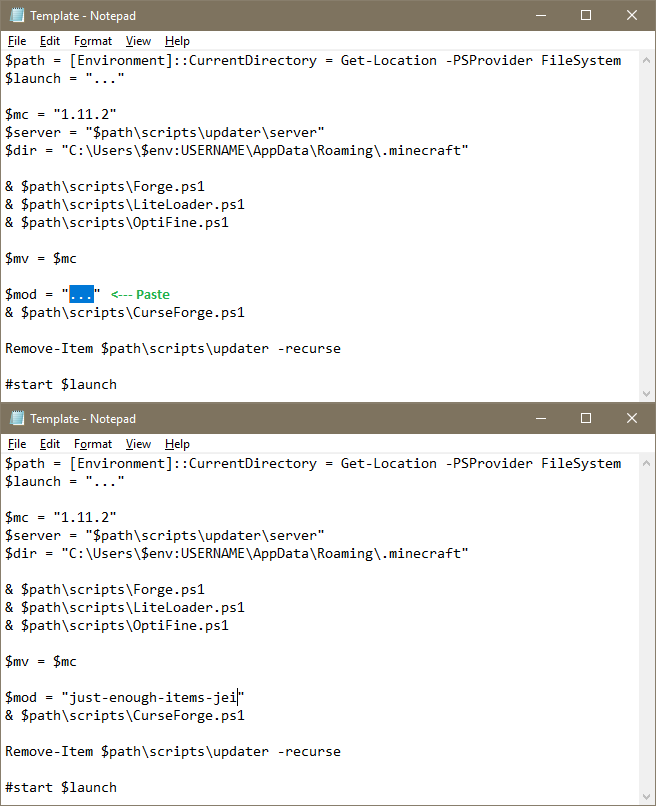 Template - Notepad
File Edit Format View Help
$path = [Environment]::CurrentDirectory = Get-Location -PSProvider FileSystem
$launch = "..."
$mc = "1.11.2"
$server = "$path\scripts\updater\server"
$dir = "C:\Users\$env:USERNAME\AppData\Roaming\.minecraft"
& $path\scripts\Forge.ps1
& $path\scripts\LiteLoader.ps1
& $path\scripts\OptiFine.ps1
$mv = $mc
$mod = "..." <--- Paste
& $path\scripts\CurseForge.ps1
Remove-Item $path\scripts\updater -recurse
#start $launch
Template - Notepad
File Edit Format View Help
$path = [Environment]::CurrentDirectory = Get-Location -PSProvider FileSystem
$launch = "..."
$mc = "1.11.2"
$server = "$path\scripts\updater\server"
$dir = "C:\Users\$env:USERNAME\AppData\Roaming\.minecraft"
& $path\scripts\Forge.ps1
& $path\scripts\LiteLoader.ps1
& $path\scripts\OptiFine.ps1
$mv = $mc
$mod = "just-enough-items-jei"
& $path\scripts\CurseForge.ps1
Remove-Item $path\scripts\updater -recurse
#start $launch